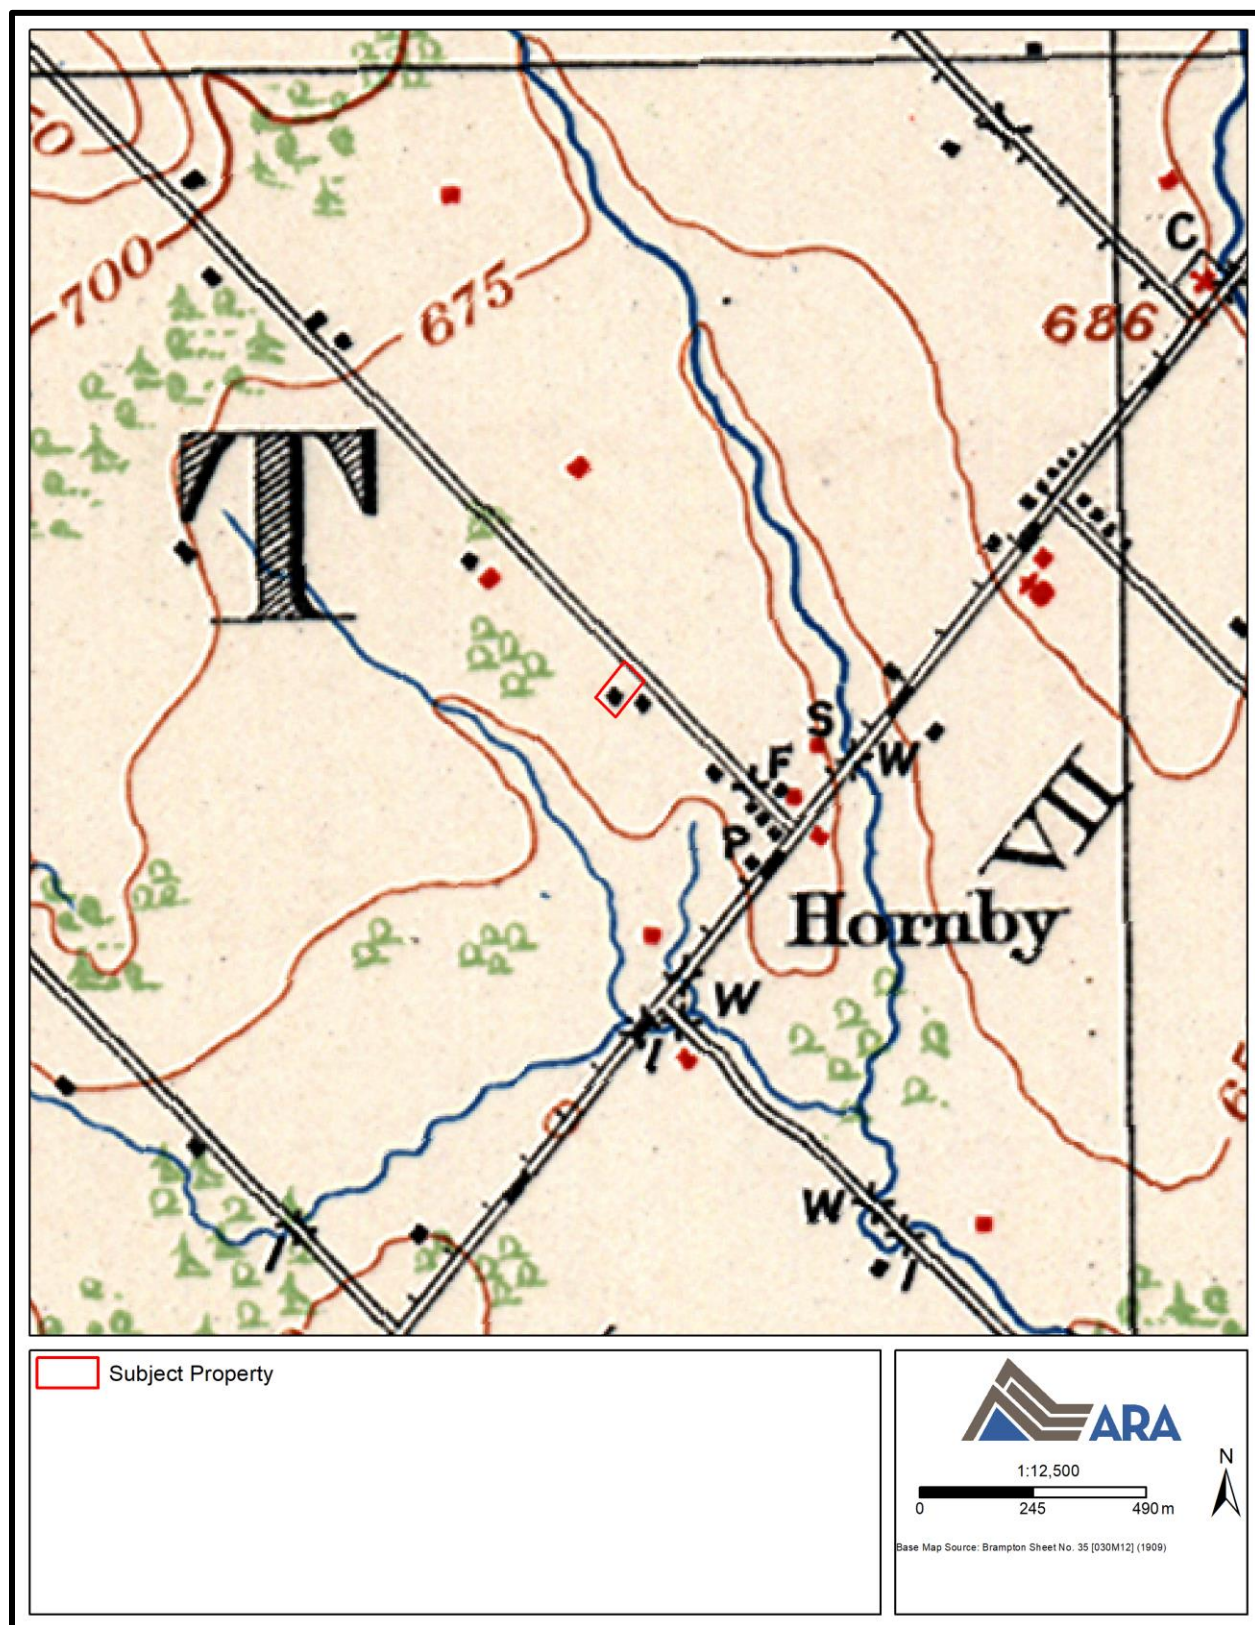 C
700
675
686
T
S
F
W
VII
P
Hornby
W
I
65
W
I
I
Subject Property
ARA
1:12,500
N
0 245 490 m
Base Map Source: Brampton Sheet No. 35 [030M12] (1909)